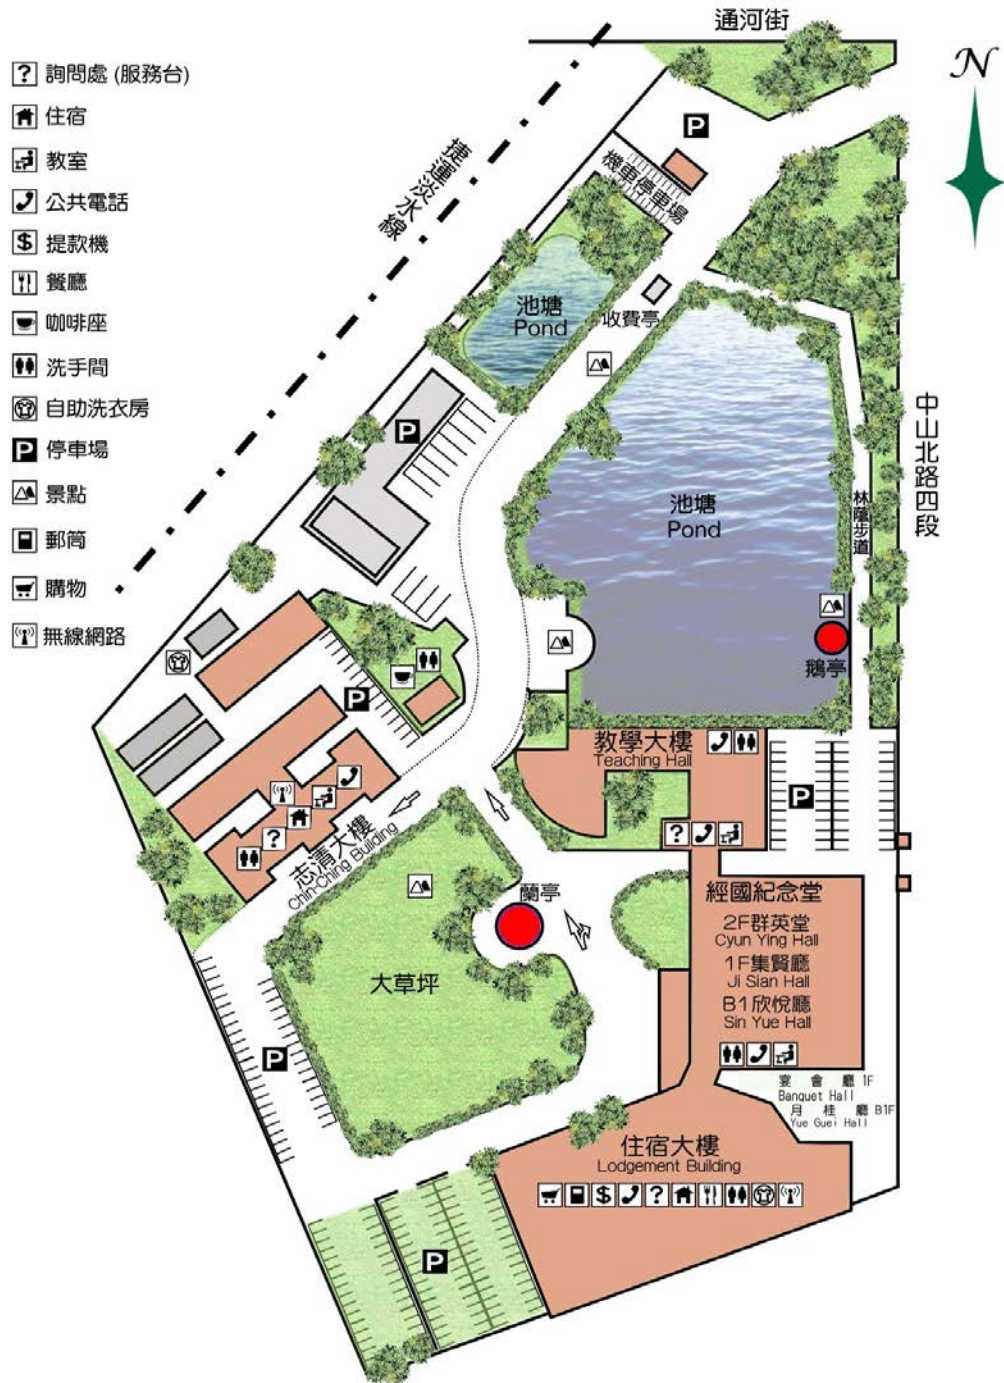 通河街
N
? 詢問處 (服務台)
住宿
教室
公共電話
$ 提款機
餐廳
咖啡座
洗手間
自助洗衣房
P 停車場
景點
郵筒
購物
無線網路
捷運淡水線
P
機車停車場
池塘
Pond
收費亭
P
中山北路四段
池塘
Pond
林蔭步道
鵝亭
P
教學大樓
Teaching Hall
P
?
志清大樓
Chin-Ching Building
?
蘭亭
大草坪
經國紀念堂
2F群英堂
Cyun Ying Hall
1F集賢廳
Ji Sian Hall
B1欣悅廳
Sin Yue Hall
P
宴會廳 1F
Banquet Hall
月桂廳 B1F
Yue Guei Hall
住宿大樓
Lodgement Building
$ ?
P